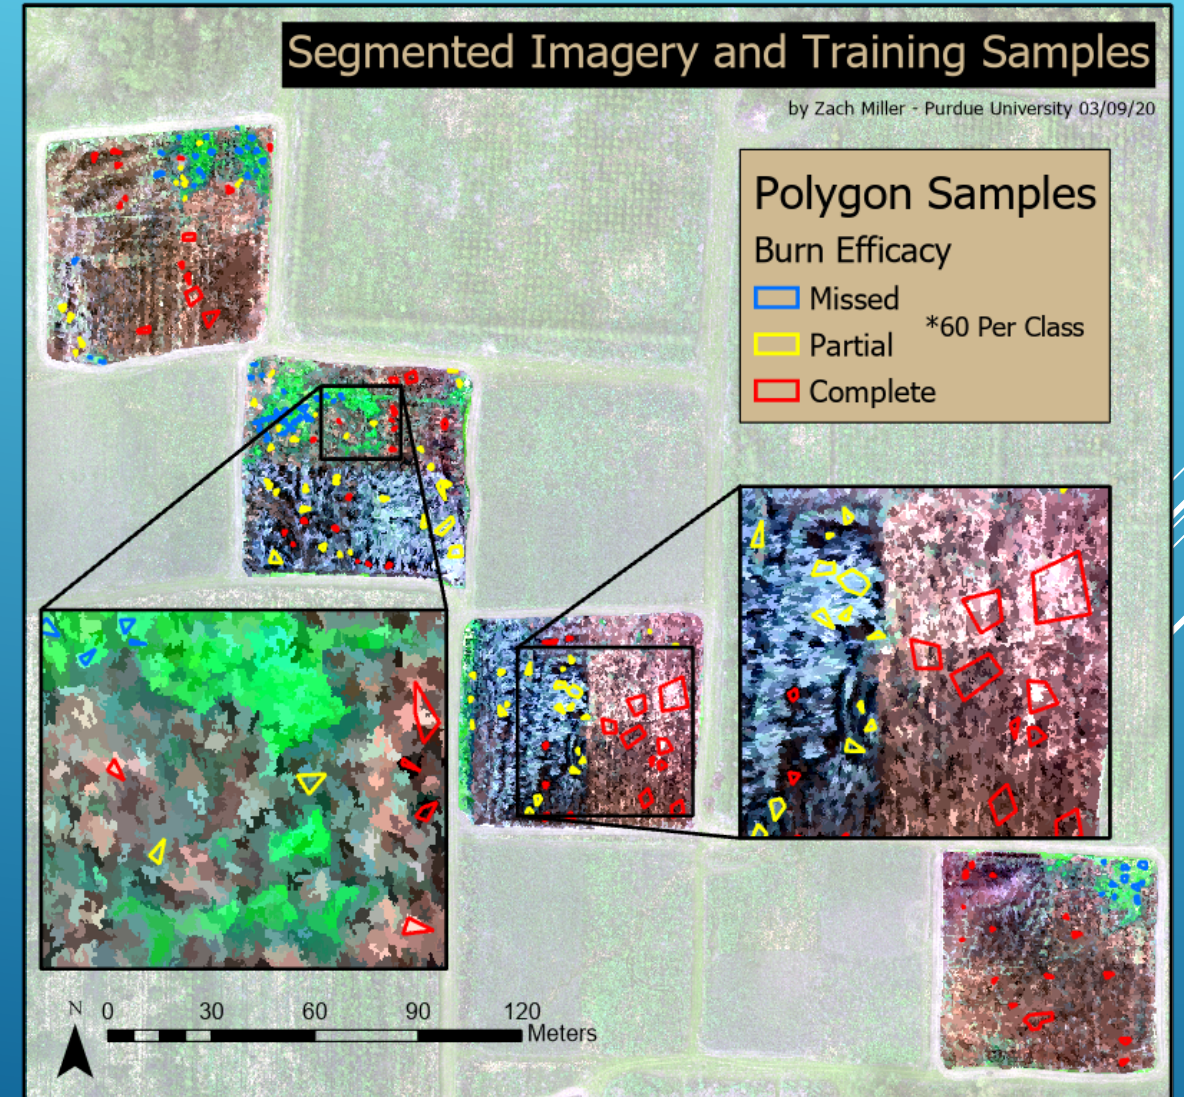 Segmented Imagery and Training Samples
by Zach Miller - Purdue University 03/09/20
Polygon Samples
Burn Efficacy
Missed
*60 Per Class
Partial
Complete
N
0 30 60 90 120
Meters